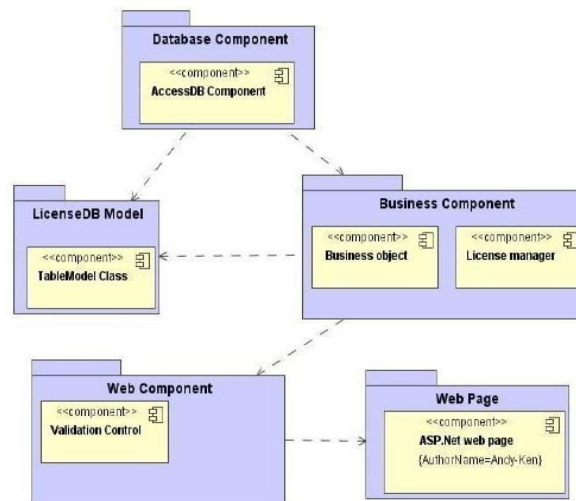 Database Component
<<component>>
AccessDB Component
LicenseDB Model
<<component>>
TableModel Class
Business Component
<<component>>
Business object
<<component>>
License manager
Web Component
<<component>>
Validation Control
Web Page
<<component>>
ASP.Net web page
{AuthorName=Andy-Ken}